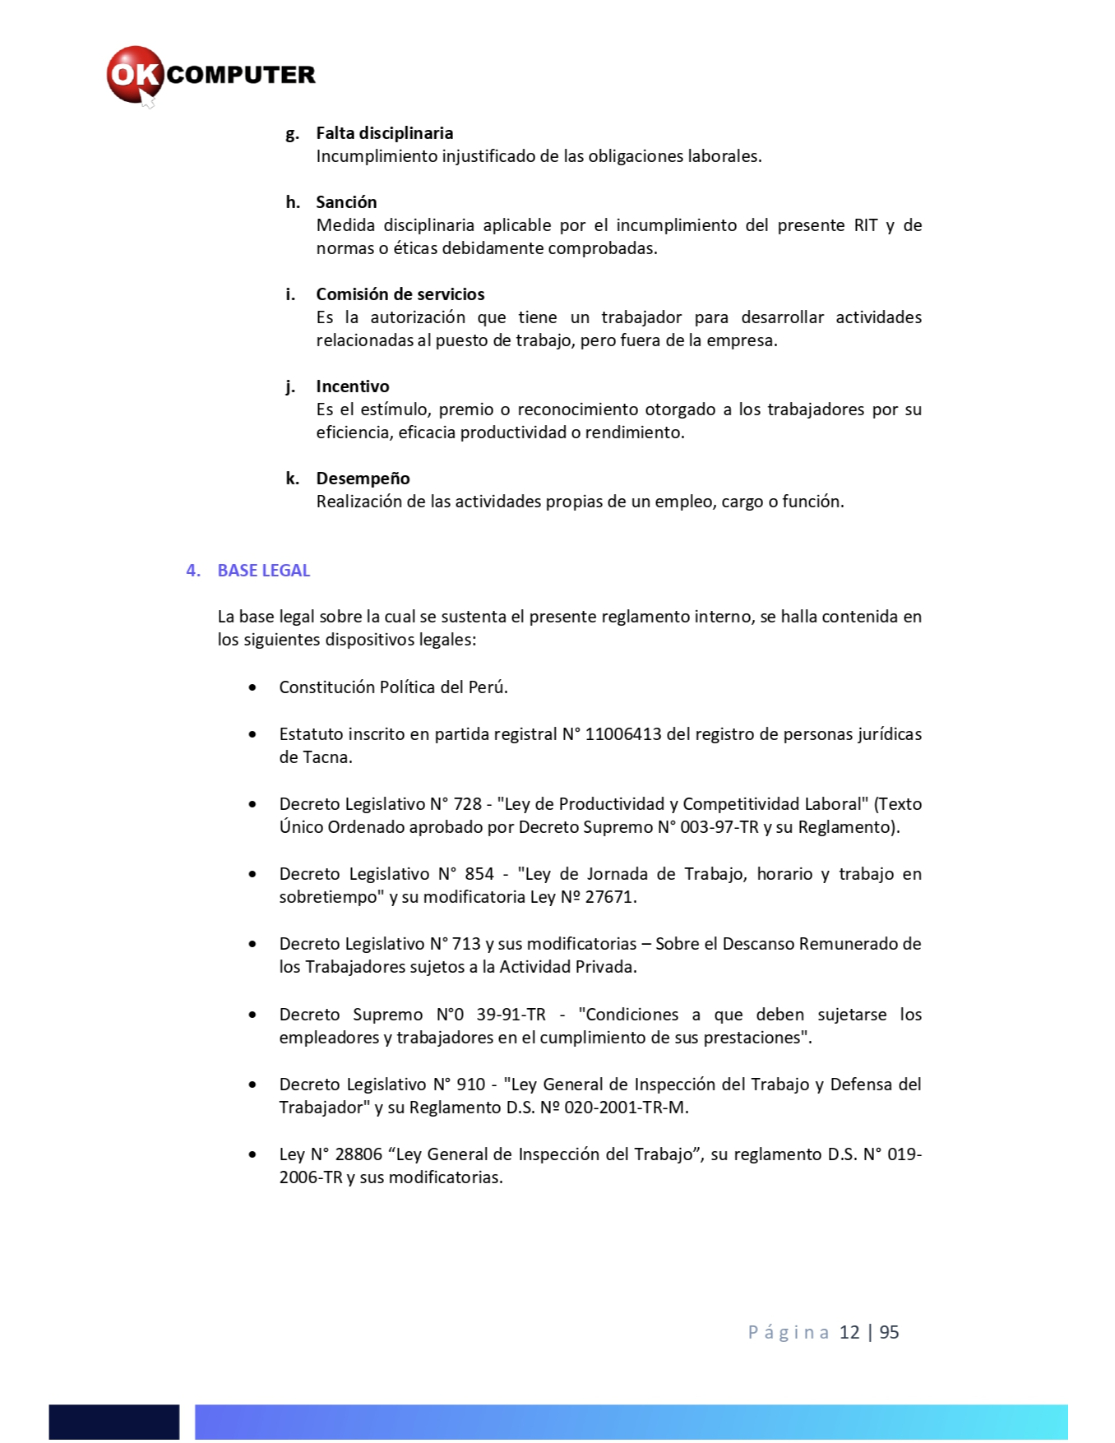 OK COMPUTER
g. Falta disciplinaria
Incumplimiento injustificado de las obligaciones laborales.
h. Sanción
Medida disciplinaria aplicable por el incumplimiento del presente RIT y de
normas o éticas debidamente comprobadas.
i. Comisión de servicios
Es la autorización que tiene un trabajador para desarrollar actividades
relacionadas al puesto de trabajo, pero fuera de la empresa.
j. Incentivo
Es el estímulo, premio o reconocimiento otorgado a los trabajadores por su
eficiencia, eficacia productividad o rendimiento.
k. Desempeño
Realización de las actividades propias de un empleo, cargo o función.
4. BASE LEGAL
La base legal sobre la cual se sustenta el presente reglamento interno, se halla contenida en
los siguientes dispositivos legales:
• Constitución Política del Perú.
• Estatuto inscrito en partida registral N° 11006413 del registro de personas jurídicas
de Tacna.
• Decreto Legislativo N° 728 - "Ley de Productividad y Competitividad Laboral" (Texto
Único Ordenado aprobado por Decreto Supremo N° 003-97-TR y su Reglamento).
• Decreto Legislativo N° 854 - "Ley de Jornada de Trabajo, horario y trabajo en
sobretiempo" y su modificatoria Ley Nº 27671.
• Decreto Legislativo N° 713 y sus modificatorias – Sobre el Descanso Remunerado de
los Trabajadores sujetos a la Actividad Privada.
• Decreto Supremo N°0 39-91-TR - "Condiciones a que deben sujetarse los
empleadores y trabajadores en el cumplimiento de sus prestaciones".
• Decreto Legislativo N° 910 - "Ley General de Inspección del Trabajo y Defensa del
Trabajador" y su Reglamento D.S. Nº 020-2001-TR-M.
• Ley N° 28806 “Ley General de Inspección del Trabajo”, su reglamento D.S. N° 019-
2006-TR y sus modificatorias.
Página 12 | 95